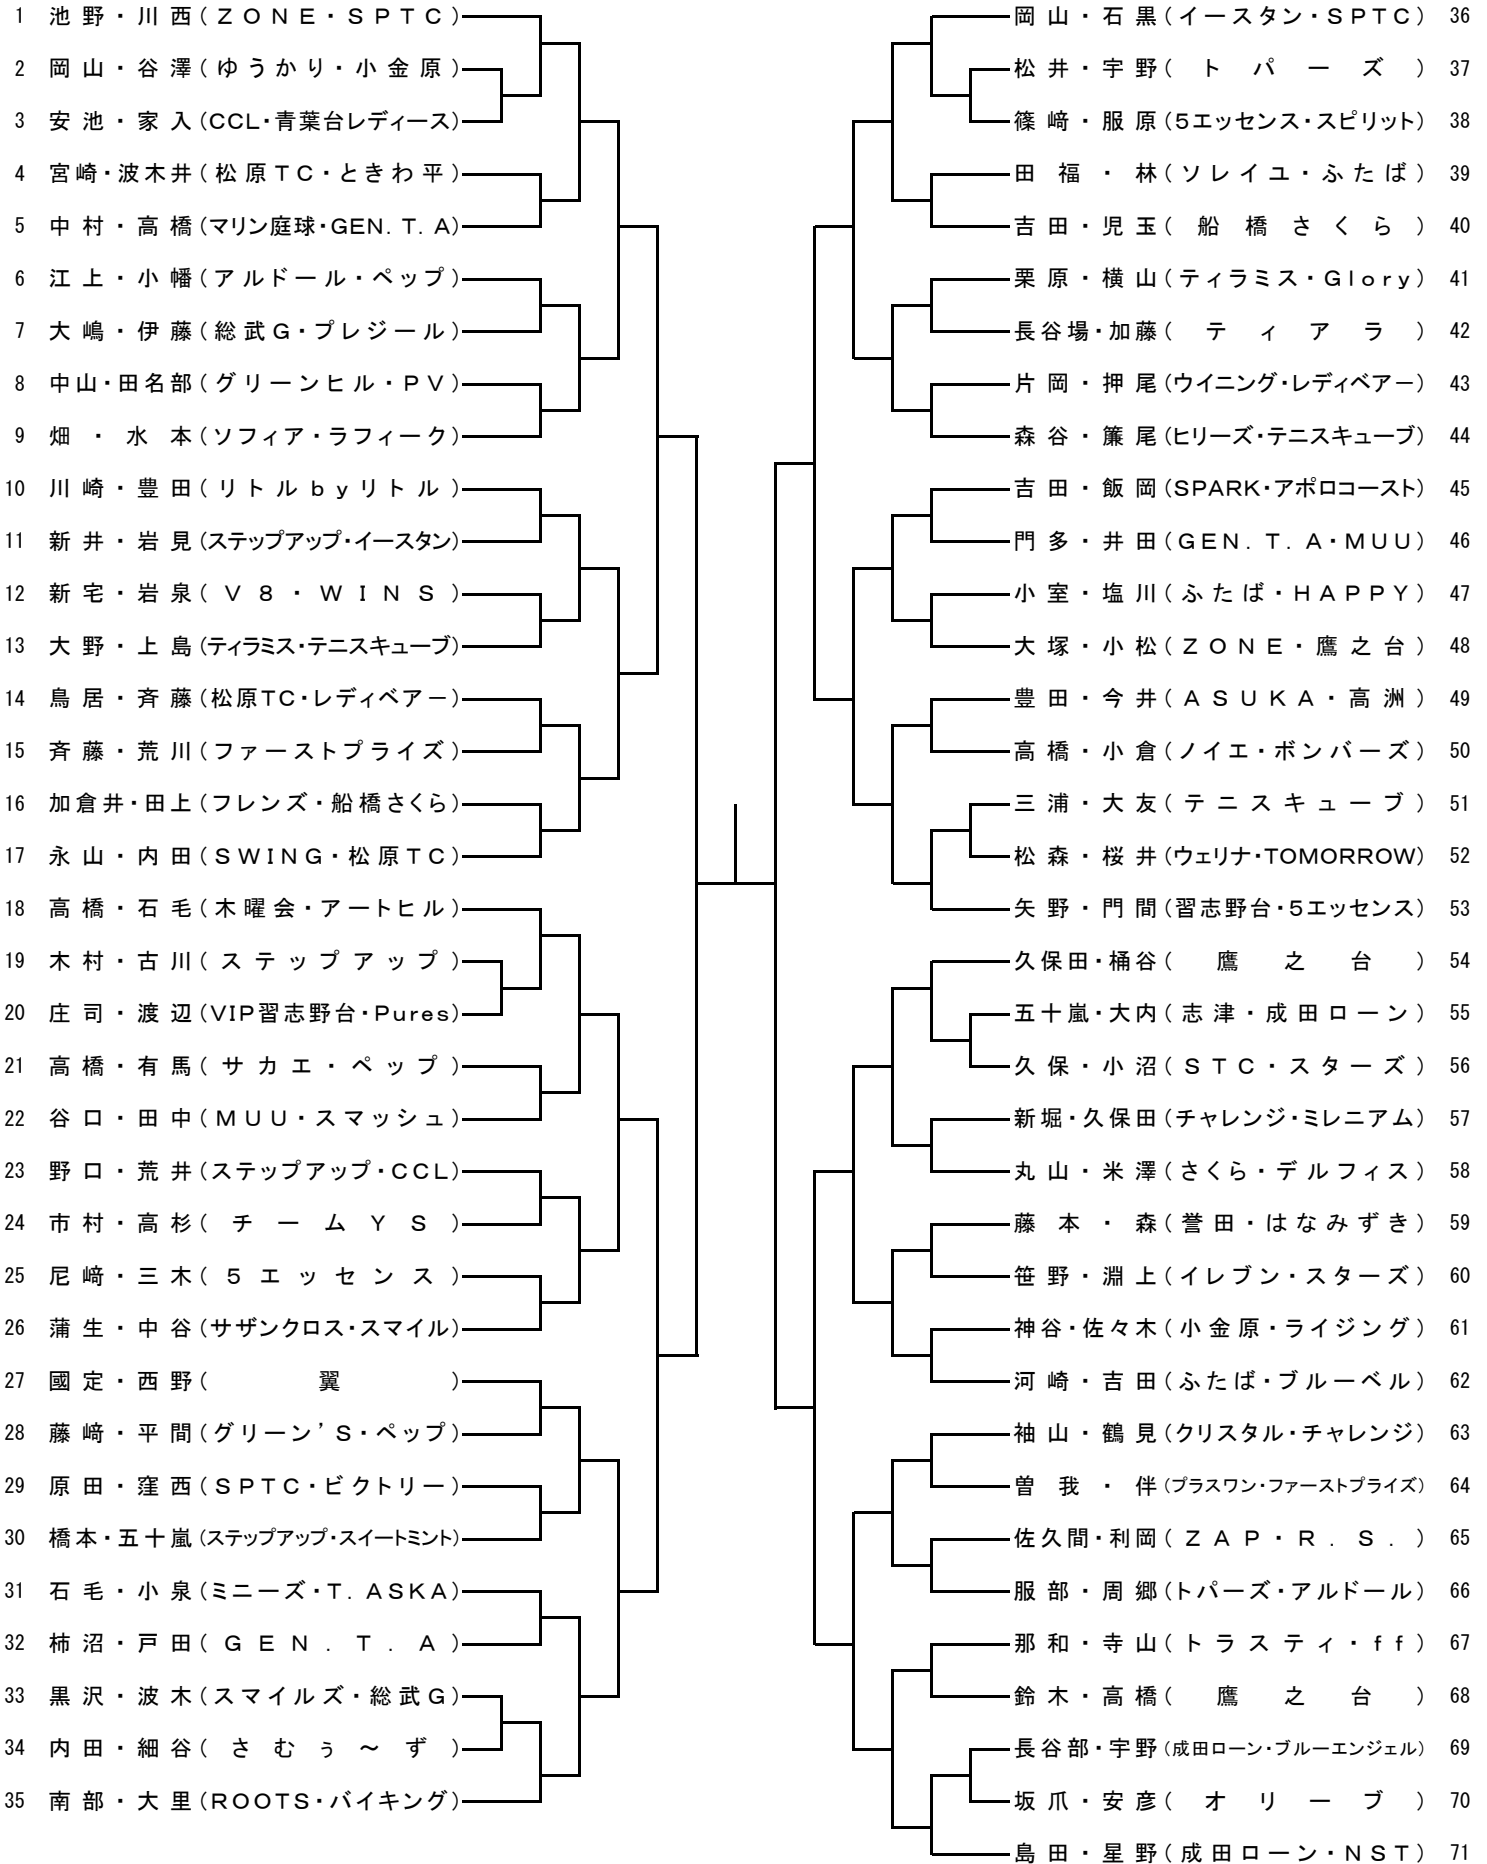 1 池野・川西(ZONE・SPTC)
2 岡山・谷澤(ゆうかり・小金原)
3 安池・家入(CCL・青葉台レディース)
4 宮崎・波木井(松原TC・ときわ平)
5 中村・高橋(マリン庭球・GEN.T.A)
6 江上・小幡(アルドール・ペップ)
7 大嶋・伊藤(総武G・プレジール)
8 中山・田名部(グリーンヒル・PV)
9 畑・水本(ソフィア・ラフィーク)
10 川崎・豊田(リトルbyリトル)
11 新井・岩見(ステップアップ・イースタン)
12 新宅・岩泉(V8・WINS)
13 大野・上島(ティラミス・テニスキューブ)
14 鳥居・斉藤(松原TC・レディベアー)
15 斉藤・荒川(ファーストプライズ)
16 加倉井・田上(フレンズ・船橋さくら)
17 永山・内田(SWING・松原TC)
18 高橋・石毛(木曜会・アートヒル)
19 木村・古川(ステップアップ)
20 庄司・渡辺(VIP習志野台・Pures)
21 高橋・有馬(サカエ・ペップ)
22 谷口・田中(MUU・スマッシュ)
23 野口・荒井(ステップアップ・CCL)
24 市村・高杉(チームYS)
25 尼﨑・三木(5エッセンス)
26 蒲生・中谷(サザンクロス・スマイル)
27 國定・西野(翼)
28 藤﨑・平間(グリーン’S・ペップ)
29 原田・窪西(SPTC・ビクトリー)
30 橋本・五十嵐(ステップアップ・スイートミント)
31 石毛・小泉(ミニーズ・T.ASKA)
32 柿沼・戸田(GEN.T.A)
33 黒沢・波木(スマイルズ・総武G)
34 内田・細谷(さむぅ~ず)
35 南部・大里(ROOTS・バイキング)
岡山・石黒(イースタン・SPTC) 36
松井・宇野(トパーズ) 37
篠﨑・服原(5エッセンス・スピリット) 38
田福・林(ソレイユ・ふたば) 39
吉田・児玉(船橋さくら) 40
栗原・横山(ティラミス・Glory) 41
長谷場・加藤(ティアラ) 42
片岡・押尾(ウイニング・レディベアー) 43
森谷・簾尾(ヒリーズ・テニスキューブ) 44
吉田・飯岡(SPARK・アポロコースト) 45
門多・井田(GEN.T.A・MUU) 46
小室・塩川(ふたば・HAPPY) 47
大塚・小松(ZONE・鷹之台) 48
豊田・今井(ASUKA・高洲) 49
高橋・小倉(ノイエ・ボンバーズ) 50
三浦・大友(テニスキューブ) 51
松森・桜井(ウェリナ・TOMORROW) 52
矢野・門間(習志野台・5エッセンス) 53
久保田・桶谷(鷹之台) 54
五十嵐・大内(志津・成田ローン) 55
久保・小沼(STC・スターズ) 56
新堀・久保田(チャレンジ・ミレニアム) 57
丸山・米澤(さくら・デルフィス) 58
藤本・森(誉田・はなみずき) 59
笹野・淵上(イレブン・スターズ) 60
神谷・佐々木(小金原・ライジング) 61
河崎・吉田(ふたば・ブルーベル) 62
袖山・鶴見(クリスタル・チャレンジ) 63
曽我・伴(プラスワン・ファーストプライズ) 64
佐久間・利岡(ZAP・R.S.) 65
服部・周郷(トパーズ・アルドール) 66
那和・寺山(トラスティ・ff) 67
鈴木・高橋(鷹之台) 68
長谷部・宇野(成田ローン・ブルーエンジェル) 69
坂爪・安彦(オリーブ) 70
島田・星野(成田ローン・NST) 71